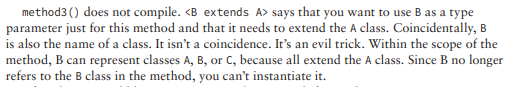 method3() does not compile. <B extends A> says that you want to use B as a type
parameter just for this method and that it needs to extend the A class. Coincidentally, B
is also the name of a class. It isn't a coincidence. It's an evil trick. Within the scope of the
method, B can represent classes A, B, or C, because all extend the A class. Since B no longer
refers to the B class in the method, you can't instantiate it.